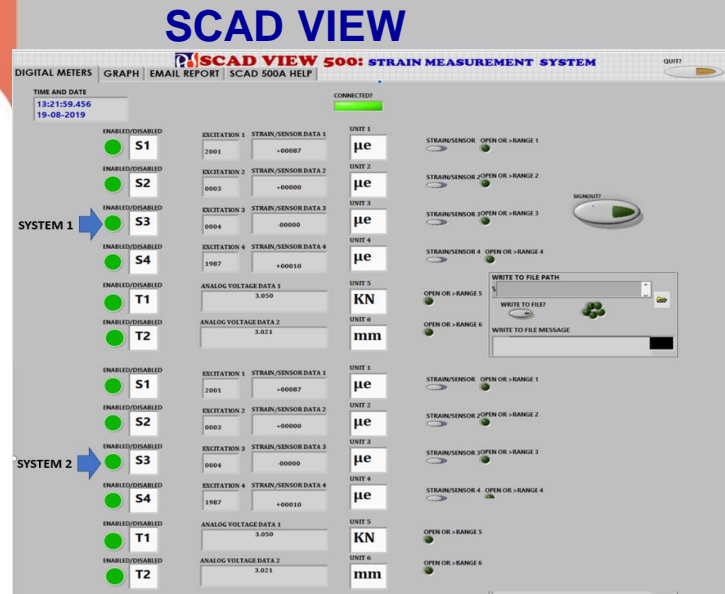 SCAD VIEW
SCAD VIEW 500: STRAIN MEASUREMENT SYSTEM
QUIT?
DIGITAL METERS GRAPH EMAIL REPORT SCAD 500A HELP
TIME AND DATE
13:21:59.456
19-08-2019
CONNECTED?
ENABLED/DISABLED EXCITATION 1 STRAIN/SENSOR DATA 1 UNIT 1
S1 2001 +00087 µe STRAIN/SENSOR OPEN OR >RANGE 1
ENABLED/DISABLED EXCITATION 2 STRAIN/SENSOR DATA 2 UNIT 2
S2 0003 +00000 µe STRAIN/SENSOR 2 OPEN OR >RANGE 2
SIGNOUT?
ENABLED/DISABLED EXCITATION 3 STRAIN/SENSOR DATA 3 UNIT 3
SYSTEM 1 S3 0004 -00000 µe STRAIN/SENSOR 3 OPEN OR >RANGE 3
ENABLED/DISABLED EXCITATION 4 STRAIN/SENSOR DATA 4 UNIT 4
S4 1987 +00010 µe STRAIN/SENSOR 4 OPEN OR >RANGE 4
WRITE TO FILE PATH
ENABLED/DISABLED ANALOG VOLTAGE DATA 1 UNIT 5
T1 3.050 KN OPEN OR >RANGE 5
WRITE TO FILE?
ENABLED/DISABLED ANALOG VOLTAGE DATA 2 UNIT 6
T2 3.021 mm OPEN OR >RANGE 6
WRITE TO FILE MESSAGE
ENABLED/DISABLED EXCITATION 1 STRAIN/SENSOR DATA 1 UNIT 1
S1 2001 +00087 µe STRAIN/SENSOR OPEN OR >RANGE 1
ENABLED/DISABLED EXCITATION 2 STRAIN/SENSOR DATA 2 UNIT 2
S2 0003 +00000 µe STRAIN/SENSOR 2 OPEN OR >RANGE 2
ENABLED/DISABLED EXCITATION 3 STRAIN/SENSOR DATA 3 UNIT 3
SYSTEM 2 S3 0004 -00000 µe STRAIN/SENSOR 3 OPEN OR >RANGE 3
ENABLED/DISABLED EXCITATION 4 STRAIN/SENSOR DATA 4 UNIT 4
S4 1987 +00010 µe STRAIN/SENSOR 4 OPEN OR >RANGE 4
ENABLED/DISABLED ANALOG VOLTAGE DATA 1 UNIT 5
T1 3.050 KN OPEN OR >RANGE 5
ENABLED/DISABLED ANALOG VOLTAGE DATA 2 UNIT 6
T2 3.021 mm OPEN OR >RANGE 6